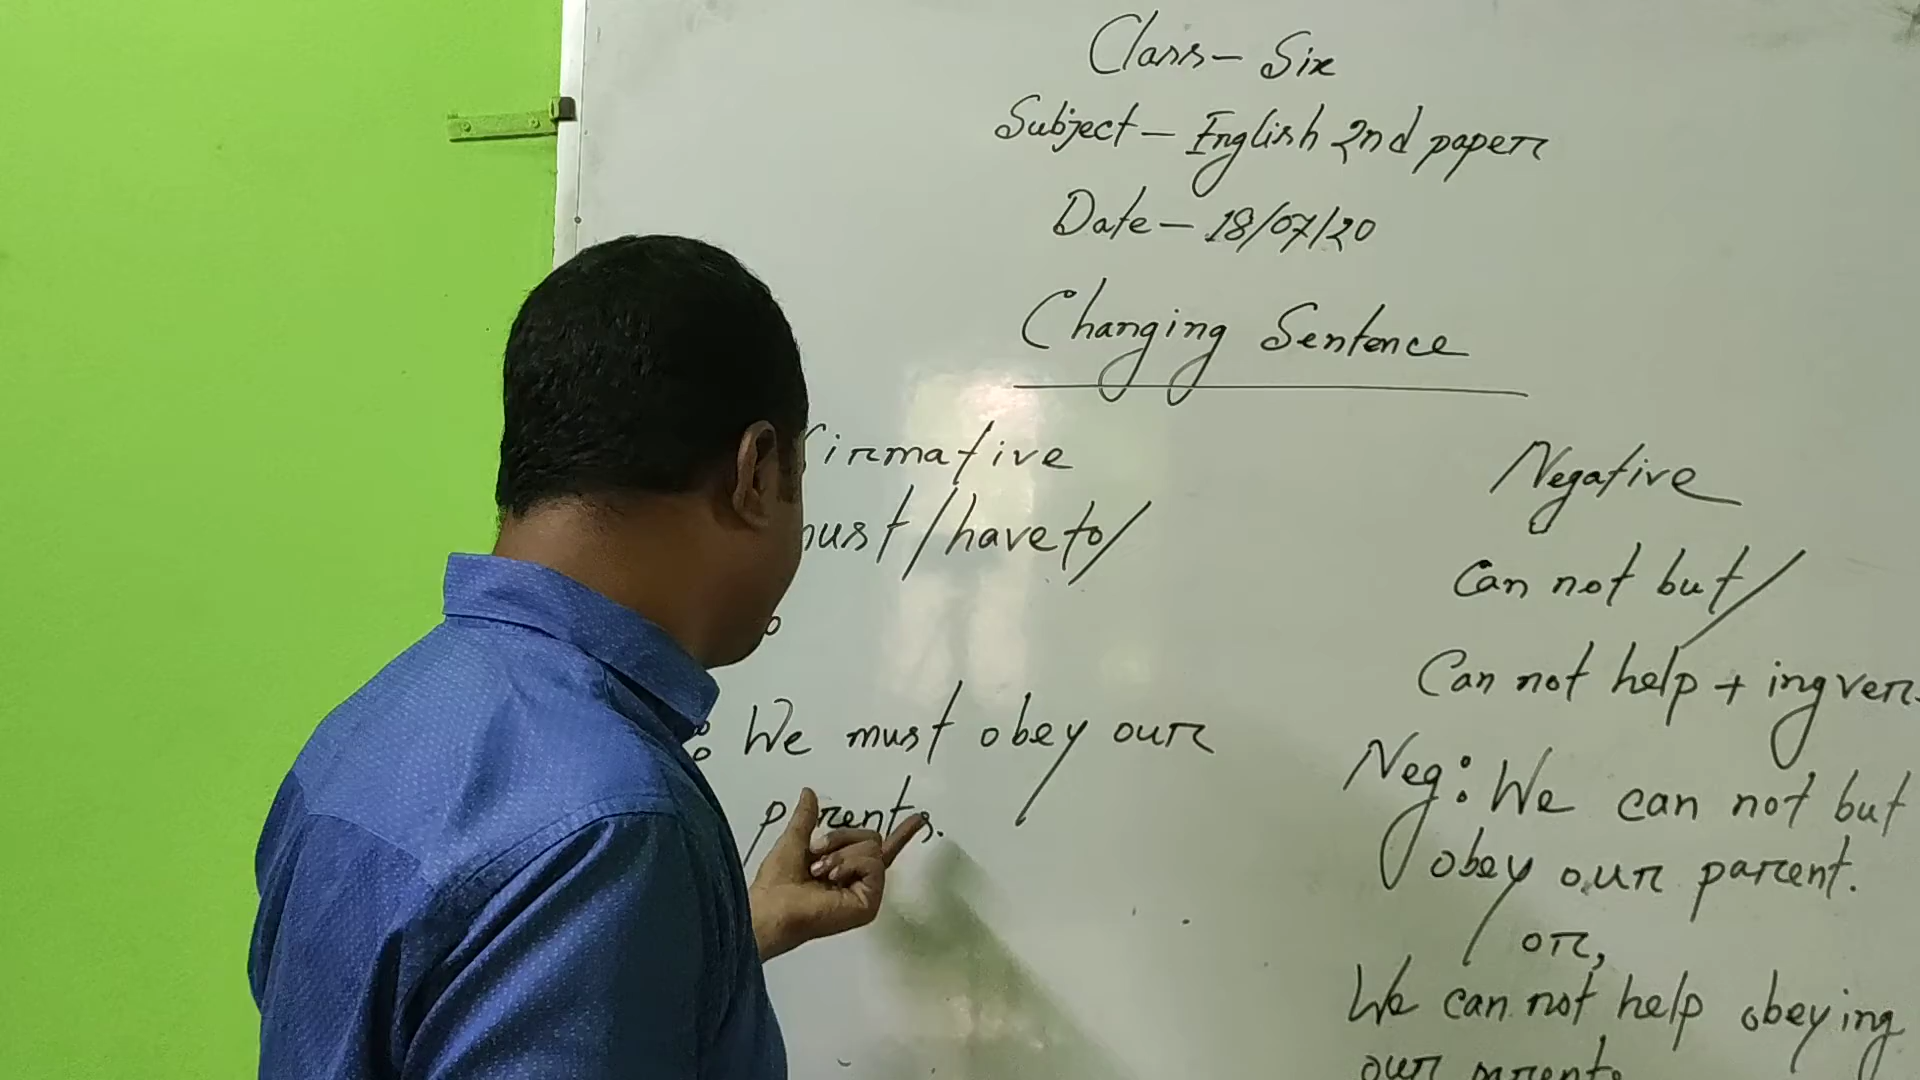 Class - Six
Subject - English 2nd paper
Date - 18/07/20
Changing Sentence
Negative
must/have to/
Can not but/
Can not help + ing
: We must obey our
parents.
Neg: We can not but
obey our parent.
or,
We can not help obeying
our parents